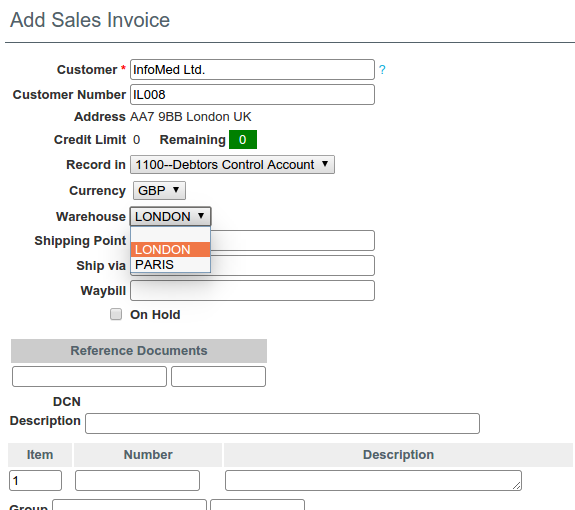 Add Sales Invoice
Customer * InfoMed Ltd. ?
Customer Number IL008
Address AA7 9BB London UK
Credit Limit 0 Remaining 0
Record in 1100--Debtors Control Account
Currency GBP
Warehouse LONDON
Shipping Point
LONDON
Ship via PARIS
Waybill
On Hold
Reference Documents
DCN
Description
Item Number Description
1
Group